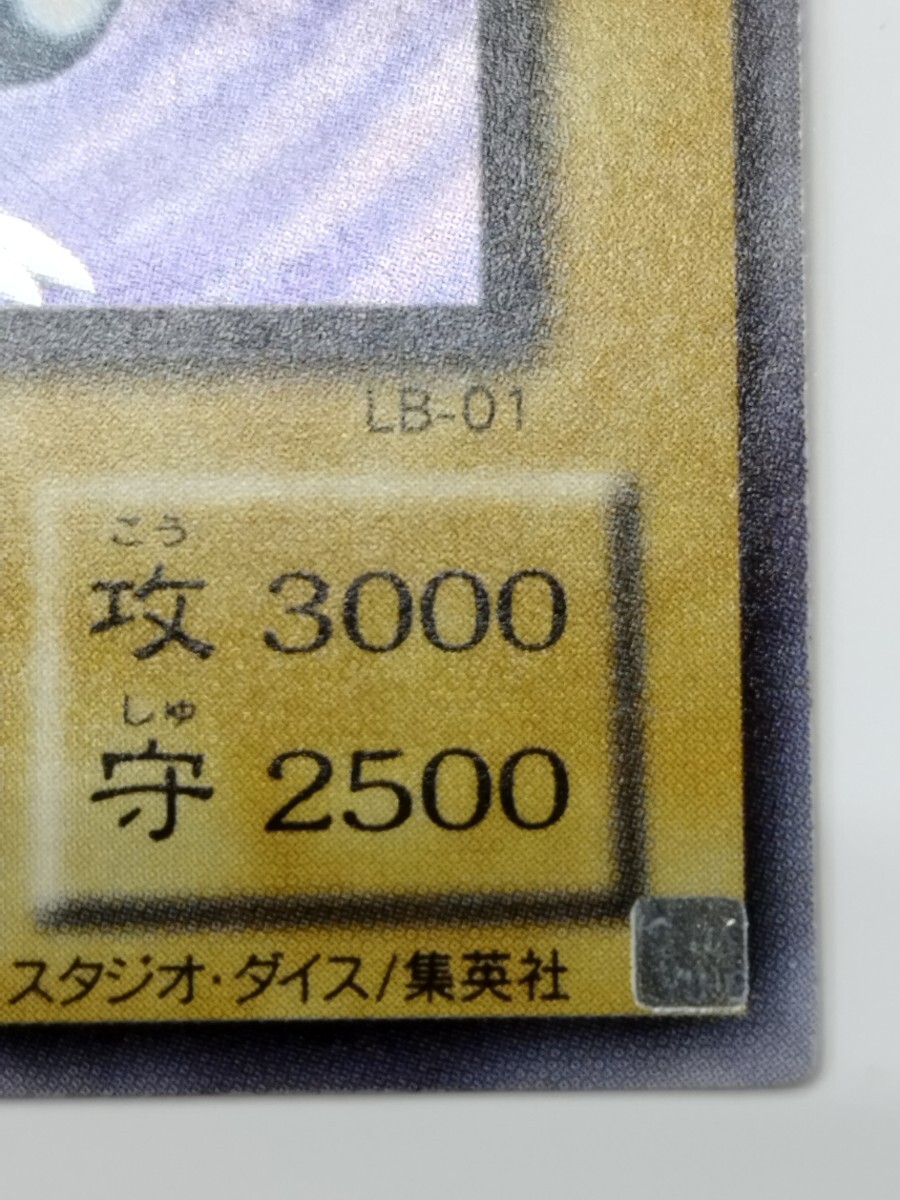 LB-01
こう
攻 3000
しゅ
守 2500
スタジオ・ダイス/集英社